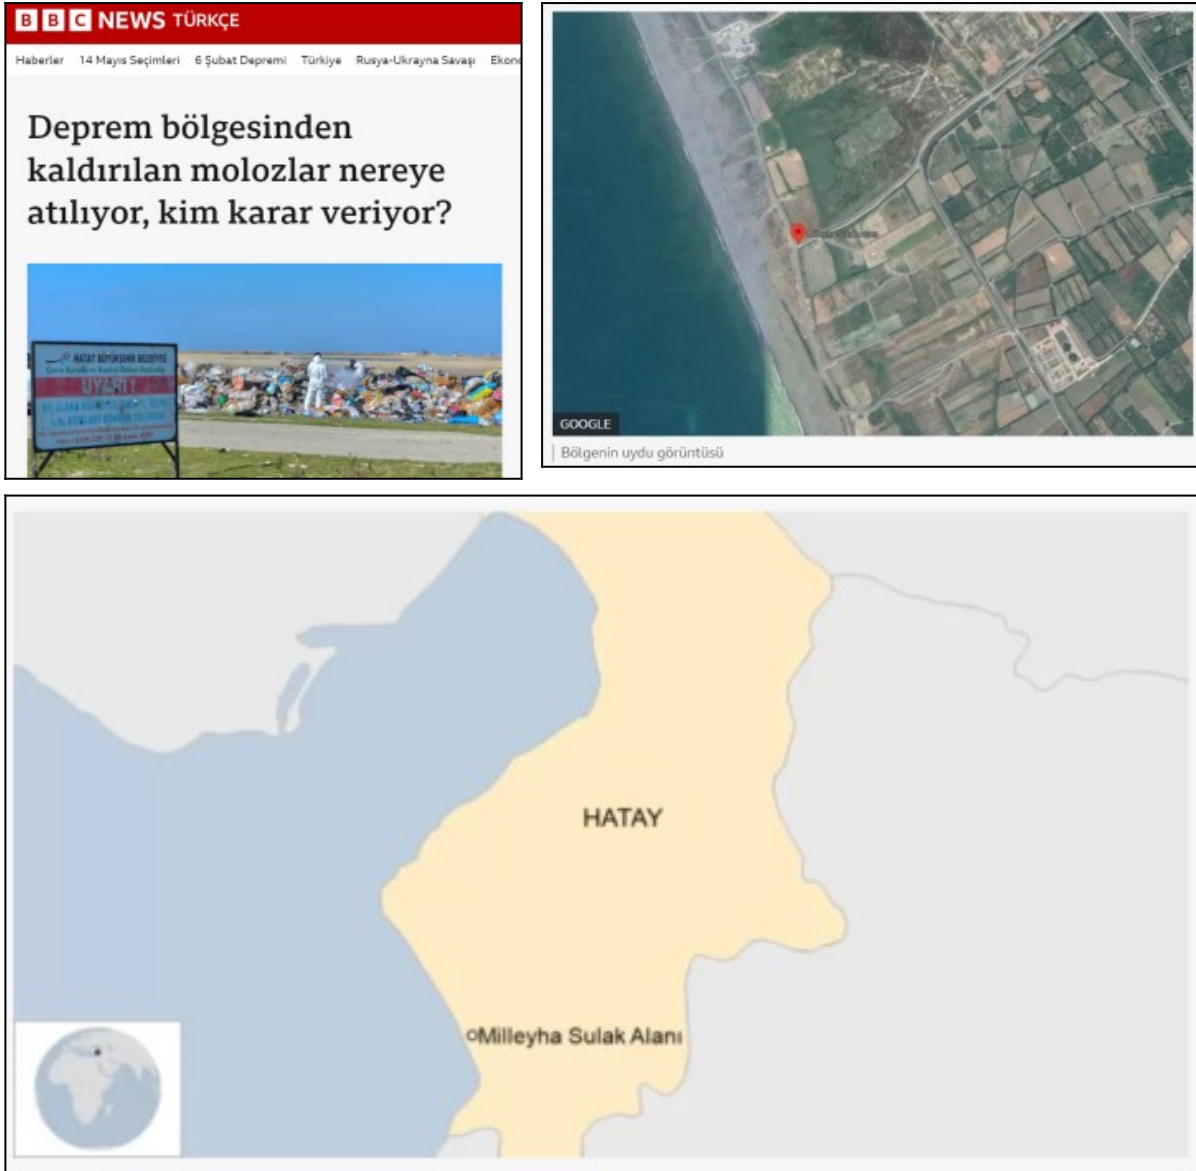 BBC NEWS TÜRKÇE
Haberler 14 Mayıs Seçimleri 6 Şubat Depremi Türkiye Rusya-Ukrayna Savaşı
Deprem bölgesinden
kaldırılan molozlar nereye
atılıyor, kim karar veriyor?
HATAY BÜYÜKŞEHİR BELEDİYESİ
UYARI!
GOOGLE
Bölgenin uydu görüntüsü
HATAY
Milleyha Sulak Alanı